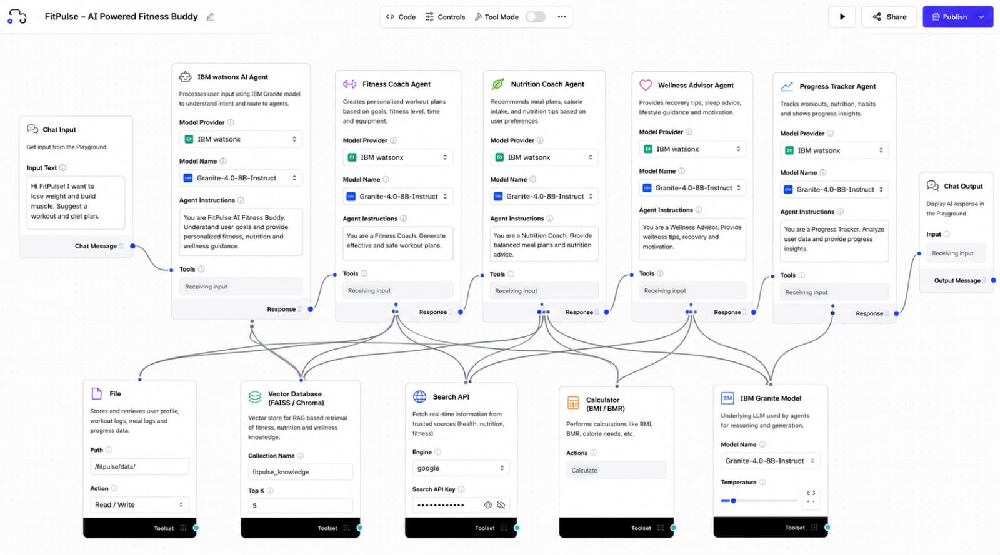 FitPulse – AI Powered Fitness Buddy
Code
Controls
Tool Mode
Share
Publish
Chat Input
Get input from the Playground.
Input Text
Hi FitPulse! I want to
lose weight and build
muscle. Suggest a
workout and diet plan.
Chat Message
IBM watsonx AI Agent
Processes user input using IBM Granite model
to understand intent and route to agents.
Model Provider
IBM watsonx
Model Name
Granite-4.0-8B-Instruct
Agent Instructions
You are FitPulse AI Fitness Buddy.
Understand user goals and provide
personalized fitness, nutrition and
wellness guidance.
Tools
Receiving input
Response
Fitness Coach Agent
Creates personalized workout plans
based on goals, fitness level, time
and equipment.
Model Provider
IBM watsonx
Model Name
Granite-4.0-8B-Instruct
Agent Instructions
You are a Fitness Coach. Generate
effective and safe workout plans.
Tools
Receiving input
Response
Nutrition Coach Agent
Recommends meal plans, calorie
intake, and nutrition tips based on
user preferences.
Model Provider
IBM watsonx
Model Name
Granite-4.0-8B-Instruct
Agent Instructions
You are a Nutrition Coach. Provide
balanced meal plans and nutrition
advice.
Tools
Receiving input
Response
Wellness Advisor Agent
Provides recovery tips, sleep advice,
lifestyle guidance and motivation.
Model Provider
IBM watsonx
Model Name
Granite-4.0-8B-Instruct
Agent Instructions
You are a Wellness Advisor. Provide
wellness tips, recovery and
motivation.
Tools
Receiving input
Response
Progress Tracker Agent
Tracks workouts, nutrition, habits
and shows progress insights.
Model Provider
IBM watsonx
Model Name
Granite-4.0-8B-Instruct
Agent Instructions
You are a Progress Tracker. Analyze
user data and provide progress
insights.
Tools
Receiving input
Response
Chat Output
Display AI response in
the Playground.
Input
Receiving input
Output Message
File
Stores and retrieves user profile,
workout logs, meal logs and
progress data.
Path
/fitpulse/data/
Action
Read / Write
Toolset
Vector Database
(FAISS / Chroma)
Vector store for RAG based retrieval
of fitness, nutrition and wellness
knowledge.
Collection Name
fitpulse_knowledge
Top K
5
Toolset
Search API
Fetch real-time information from
trusted sources (health, nutrition,
fitness).
Engine
google
Search API Key
••••••••••••
Toolset
Calculator
(BMI / BMR)
Performs calculations like BMI,
BMR, calorie needs, etc.
Actions
Calculate
Toolset
IBM
IBM Granite Model
Underlying LLM used by agents
for reasoning and generation.
Model Name
Granite-4.0-8B-Instruct
Temperature
0.3
Toolset